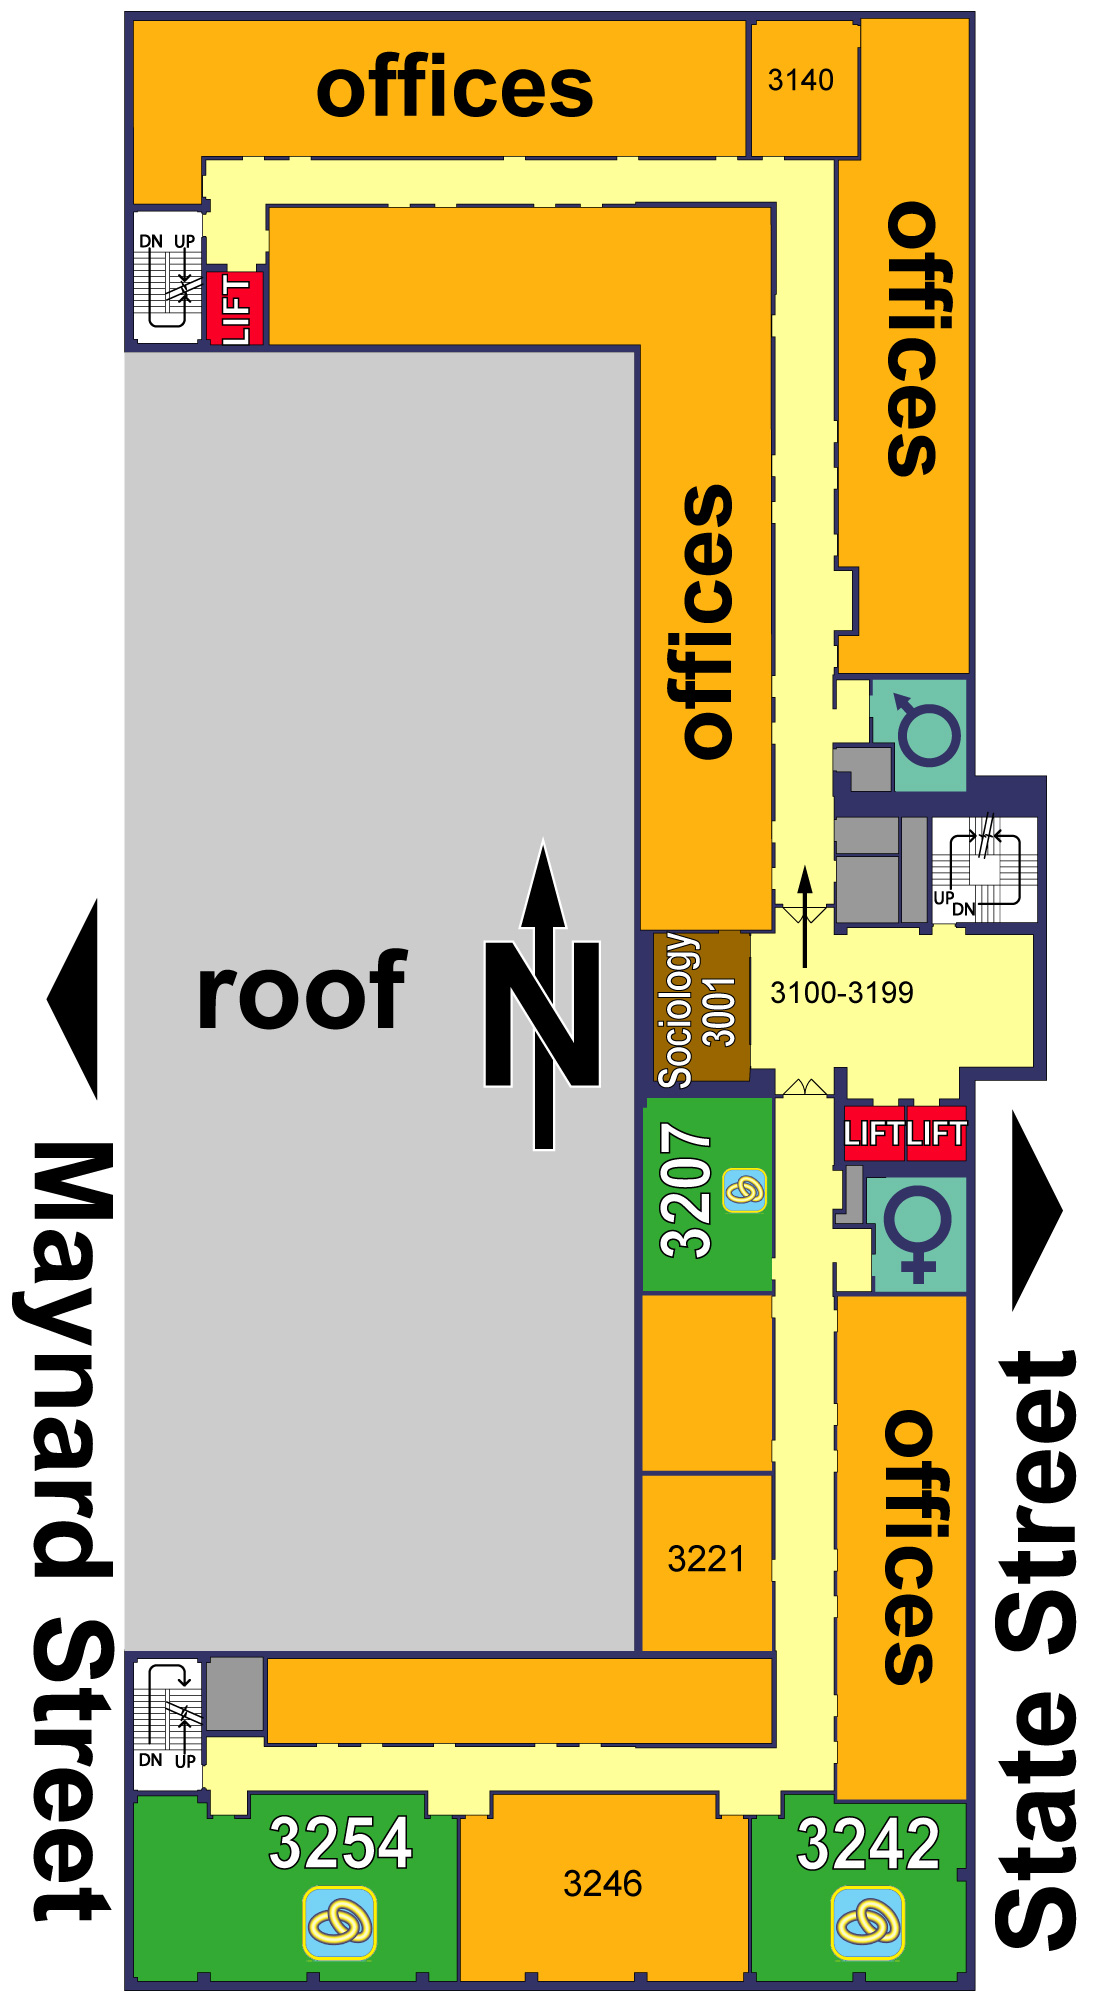 offices
3140
offices
DN UP
LIFT
offices
UP
DN
roof
N
Sociology
3001
3100-3199
LIFT
LIFT
3207
Maynard Street
State Street
offices
3221
DN UP
3254
3246
3242